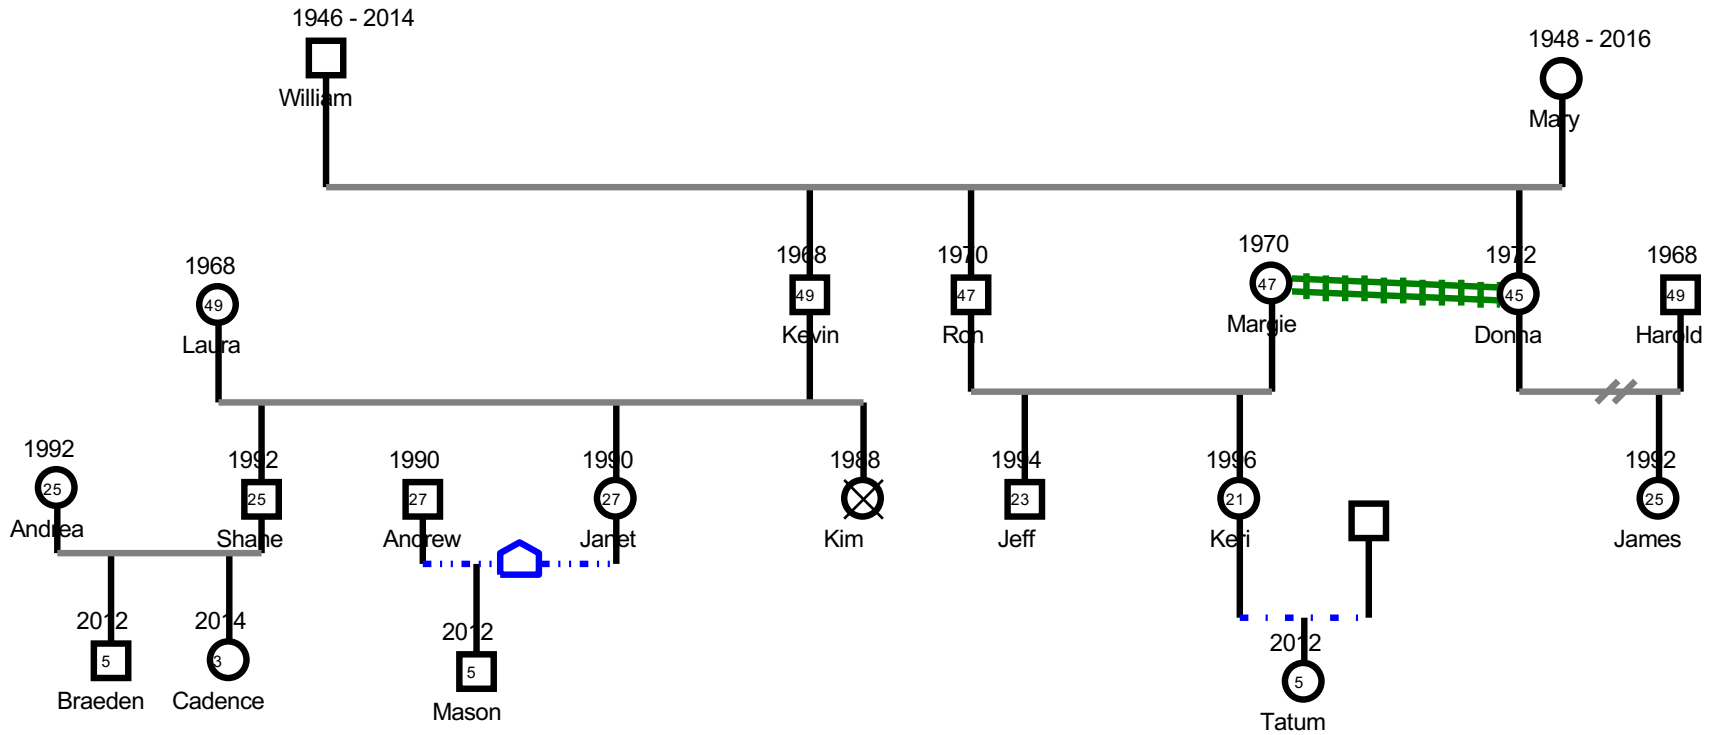 1946 - 2014
William
1948 - 2016
Mary
1968
49
Laura
1968
49
Kevin
1970
47
Ron
1970
47
Margie
1972
45
Donna
1968
49
Harold
1992
25
Andrea
1992
25
Shane
1990
27
Andrew
1990
27
Janet
1988
Kim
1994
23
Jeff
1996
21
Keri
1992
25
James
2012
5
Braeden
2014
3
Cadence
2012
5
Mason
2012
5
Tatum